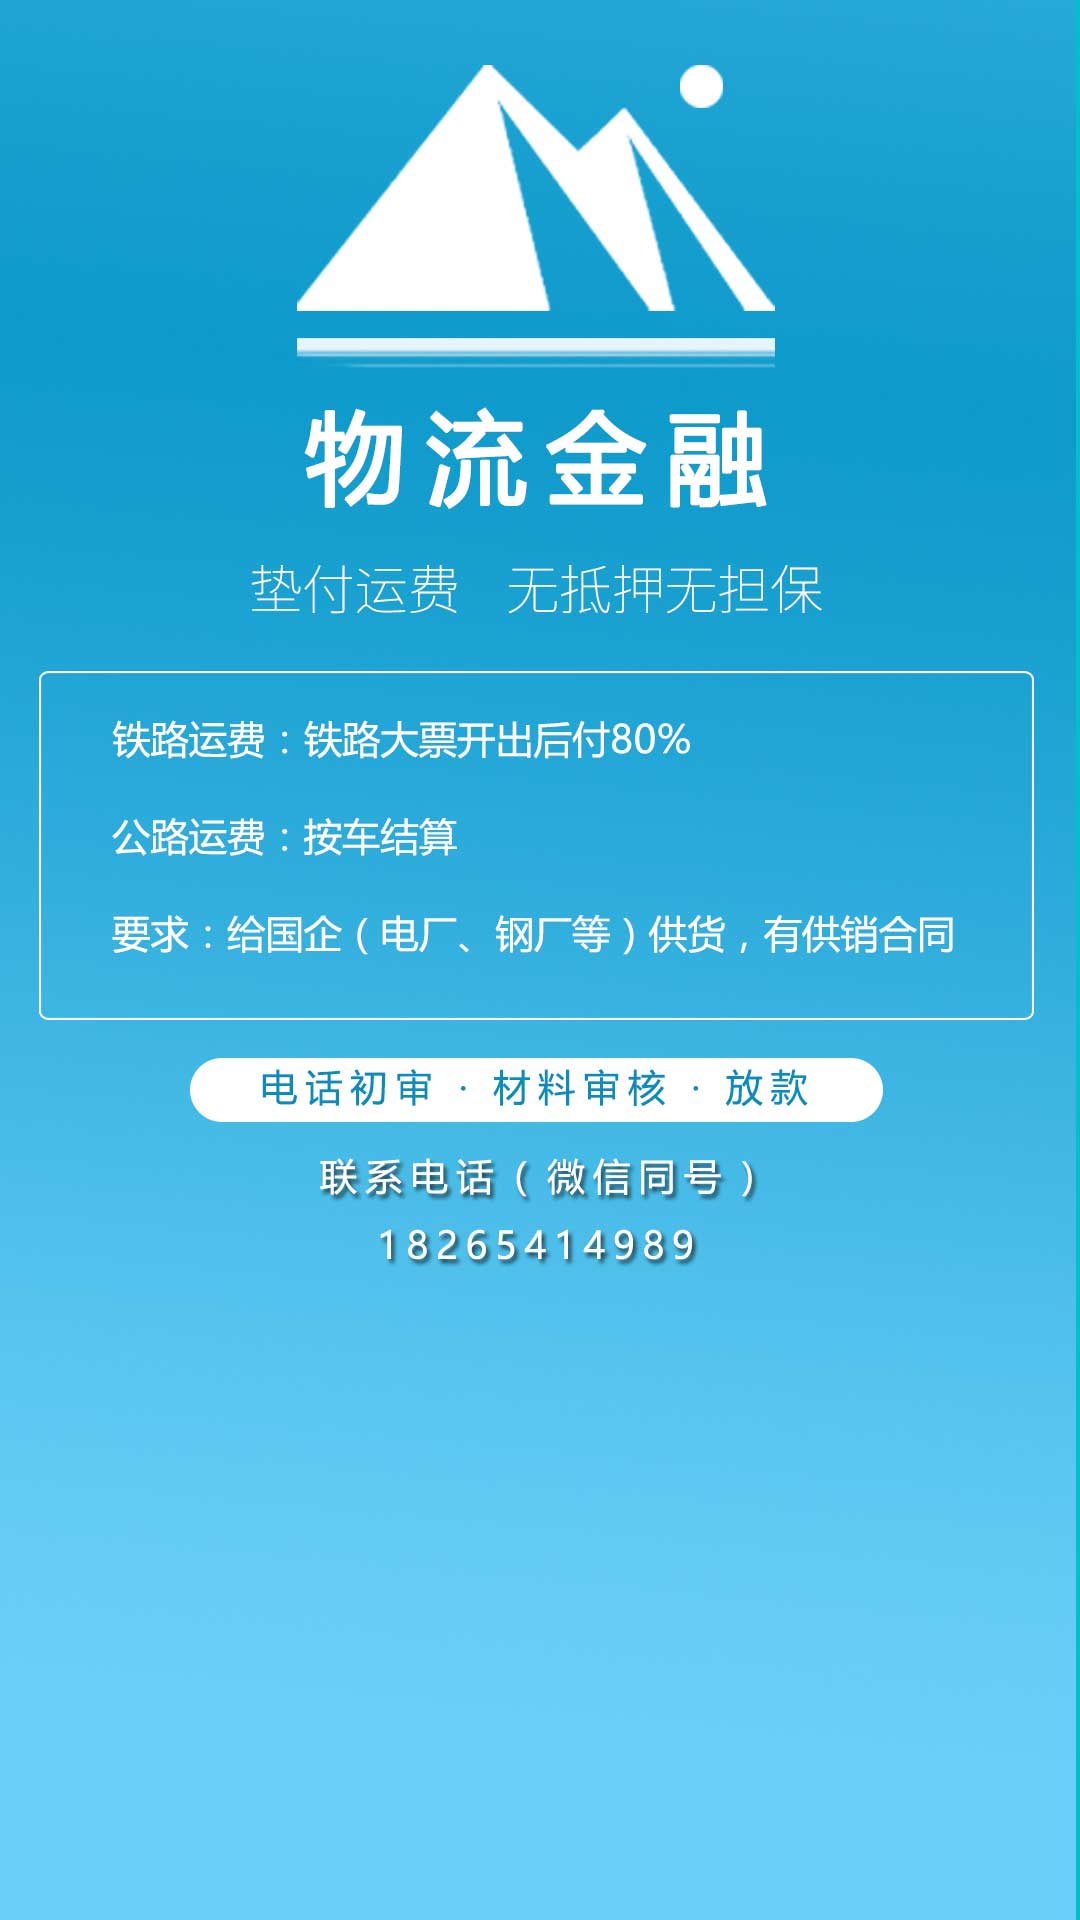 物流金融
垫付运费 无抵押无担保
铁路运费：铁路大票开出后付80%
公路运费：按车结算
要求：给国企（电厂、钢厂等）供货，有供销合同
电话初审 · 材料审核 · 放款
联系电话（微信同号）
18265414989